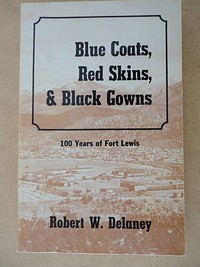 Blue Coats,
Red Skins,
& Black Gowns
100 Years of Fort Lewis
Robert W. Delaney